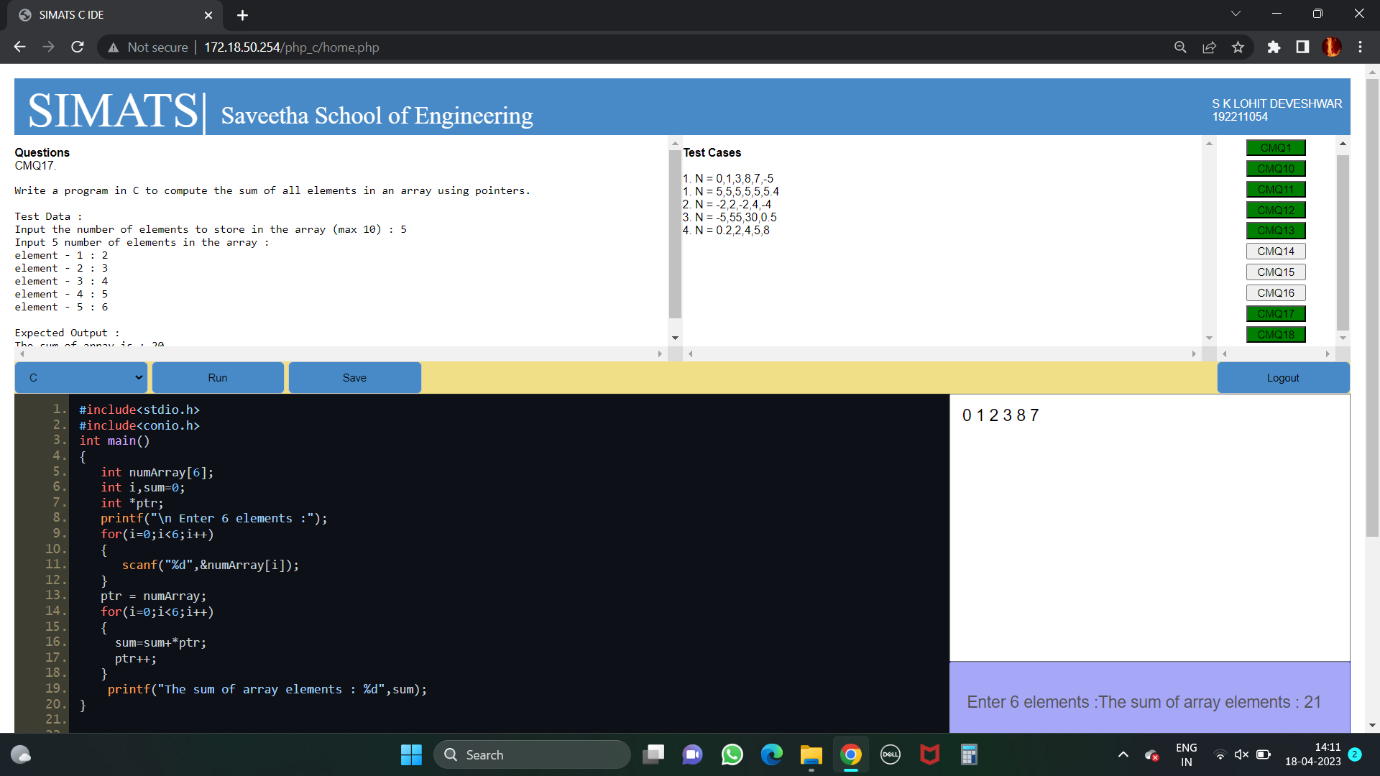 SIMATS C IDE
Not secure | 172.18.50.254/php_c/home.php
SIMATS| Saveetha School of Engineering
S K LOHIT DEVESHWAR
192211054
Questions
CMQ17.
Write a program in C to compute the sum of all elements in an array using pointers.
Test Data :
Input the number of elements to store in the array (max 10) : 5
Input 5 number of elements in the array :
element - 1 : 2
element - 2 : 3
element - 3 : 4
element - 4 : 5
element - 5 : 6
Expected Output :
The sum of array is : 20
Test Cases
1. N = 0,1,3,8,7,-5
1. N = 5,5,5,5,5,5.4
2. N = -2,2,-2,4,-4
3. N = -5,55,30,0.5
4. N = 0.2,2,4,5,8
CMQ1
CMQ10
CMQ11
CMQ12
CMQ13
CMQ14
CMQ15
CMQ16
CMQ17
CMQ18
C Run Save Logout
1. #include<stdio.h>
2. #include<conio.h>
3. int main()
4. {
5. int numArray[6];
6. int i,sum=0;
7. int *ptr;
8. printf("\n Enter 6 elements :");
9. for(i=0;i<6;i++)
10. {
11. scanf("%d",&numArray[i]);
12. }
13. ptr = numArray;
14. for(i=0;i<6;i++)
15. {
16. sum=sum+*ptr;
17. ptr++;
18. }
19. printf("The sum of array elements : %d",sum);
20. }
21.
0 1 2 3 8 7
Enter 6 elements :The sum of array elements : 21
Search
DELL
ENG
IN
14:11
18-04-2023
2